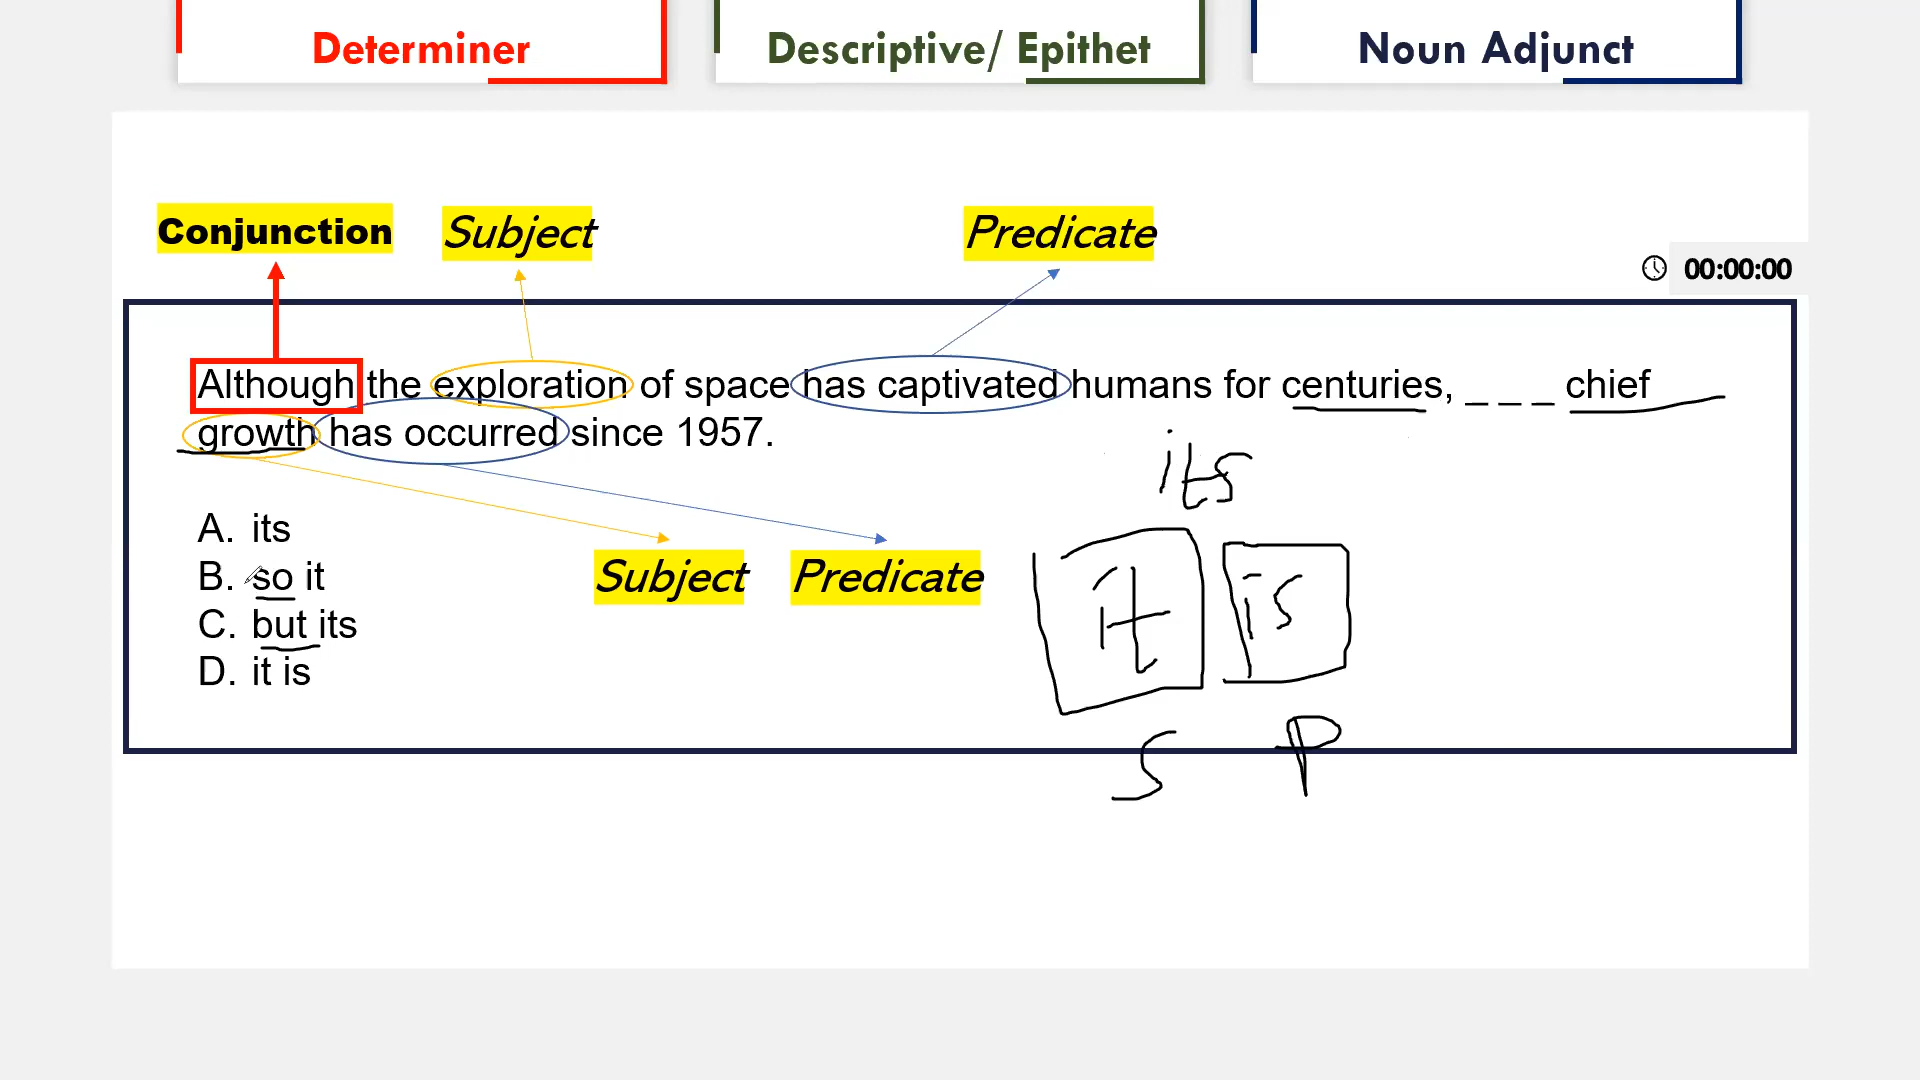 Determiner
Descriptive/ Epithet
Noun Adjunct
Conjunction
Subject
Predicate
00:00:00
Although the exploration of space has captivated humans for centuries, _ _ _ chief
growth has occurred since 1957.
its
A. its
B. so it
C. but its
D. it is
Subject
Predicate
it
is
S
P